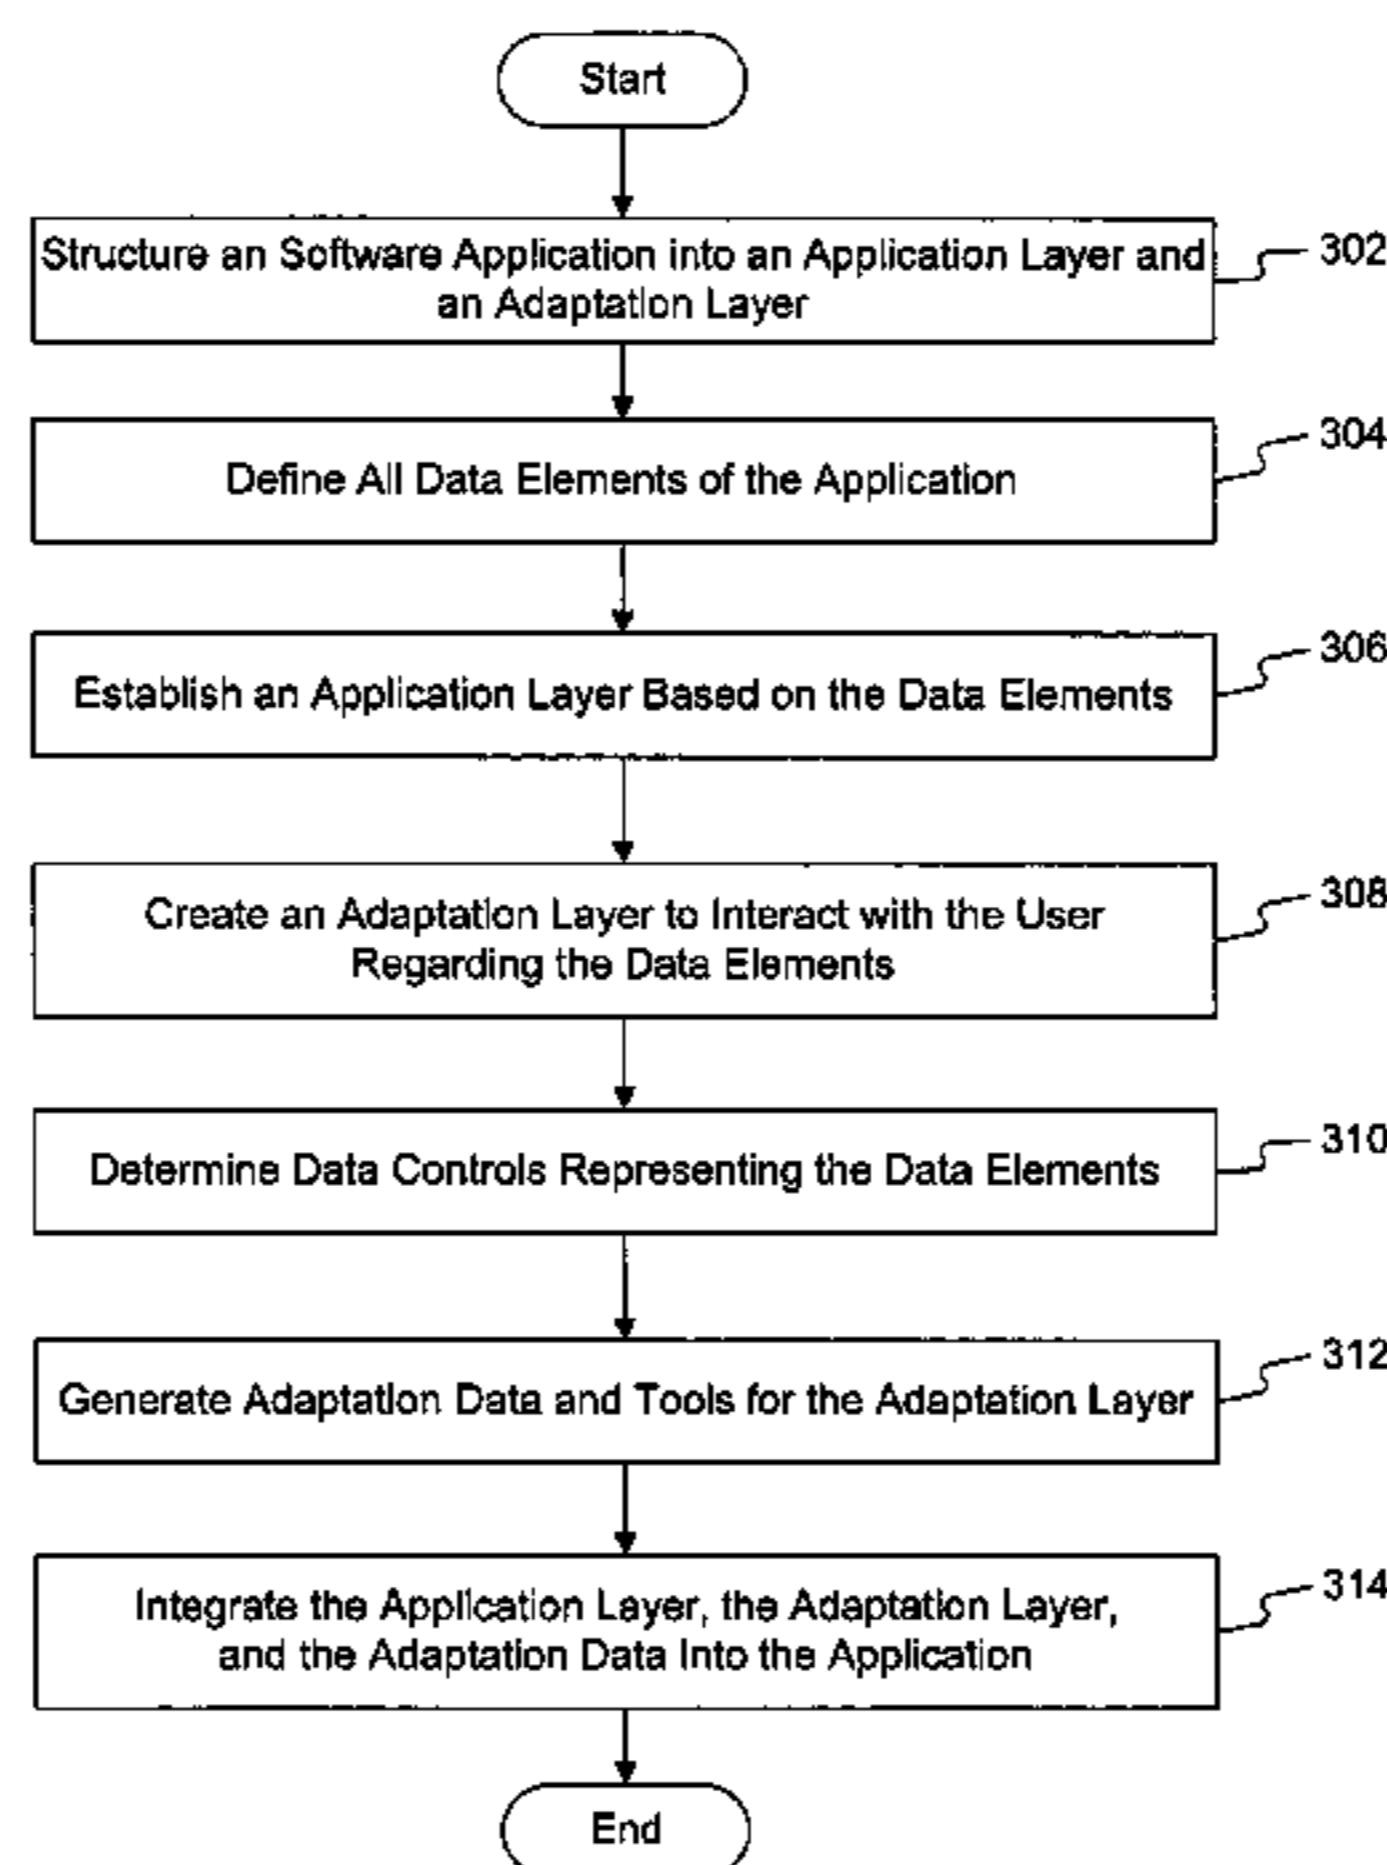 Start
Structure an Software Application into an Application Layer and
an Adaptation Layer
302
Define All Data Elements of the Application
304
Establish an Application Layer Based on the Data Elements
306
Create an Adaptation Layer to Interact with the User
Regarding the Data Elements
308
Determine Data Controls Representing the Data Elements
310
Generate Adaptation Data and Tools for the Adaptation Layer
312
Integrate the Application Layer, the Adaptation Layer,
and the Adaptation Data Into the Application
314
End